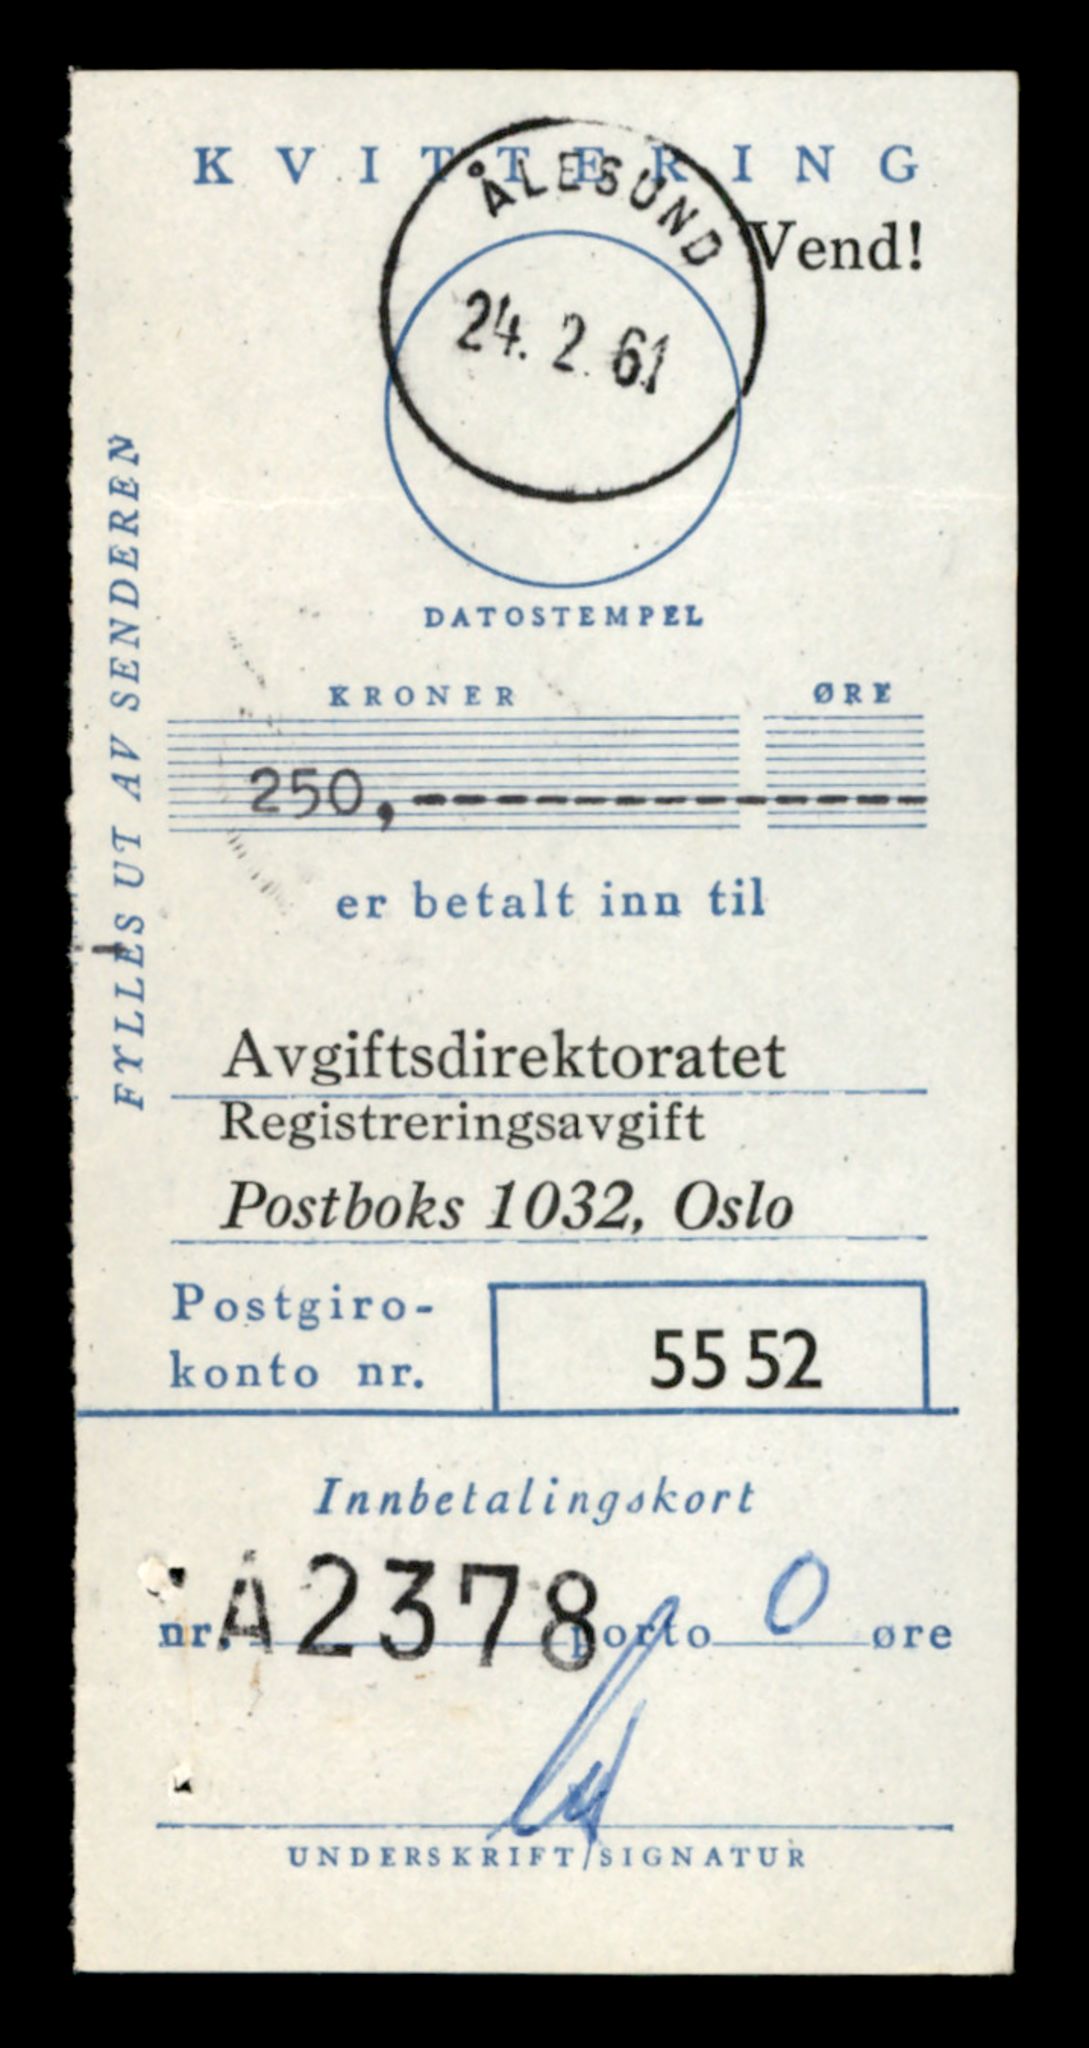 KVITTERING
Vend!
ÅLESUND
24. 2. 61
DATOSTEMPEL
FYLLES UT AV SENDEREN
KRONER ØRE
250,-------------
er betalt inn til
Avgiftsdirektoratet
Registreringsavgift
Postboks 1032, Oslo
Postgiro-
konto nr. 55 52
Innbetalingskort
nr. A2378 porto 0 øre
UNDERSKRIFT/SIGNATUR